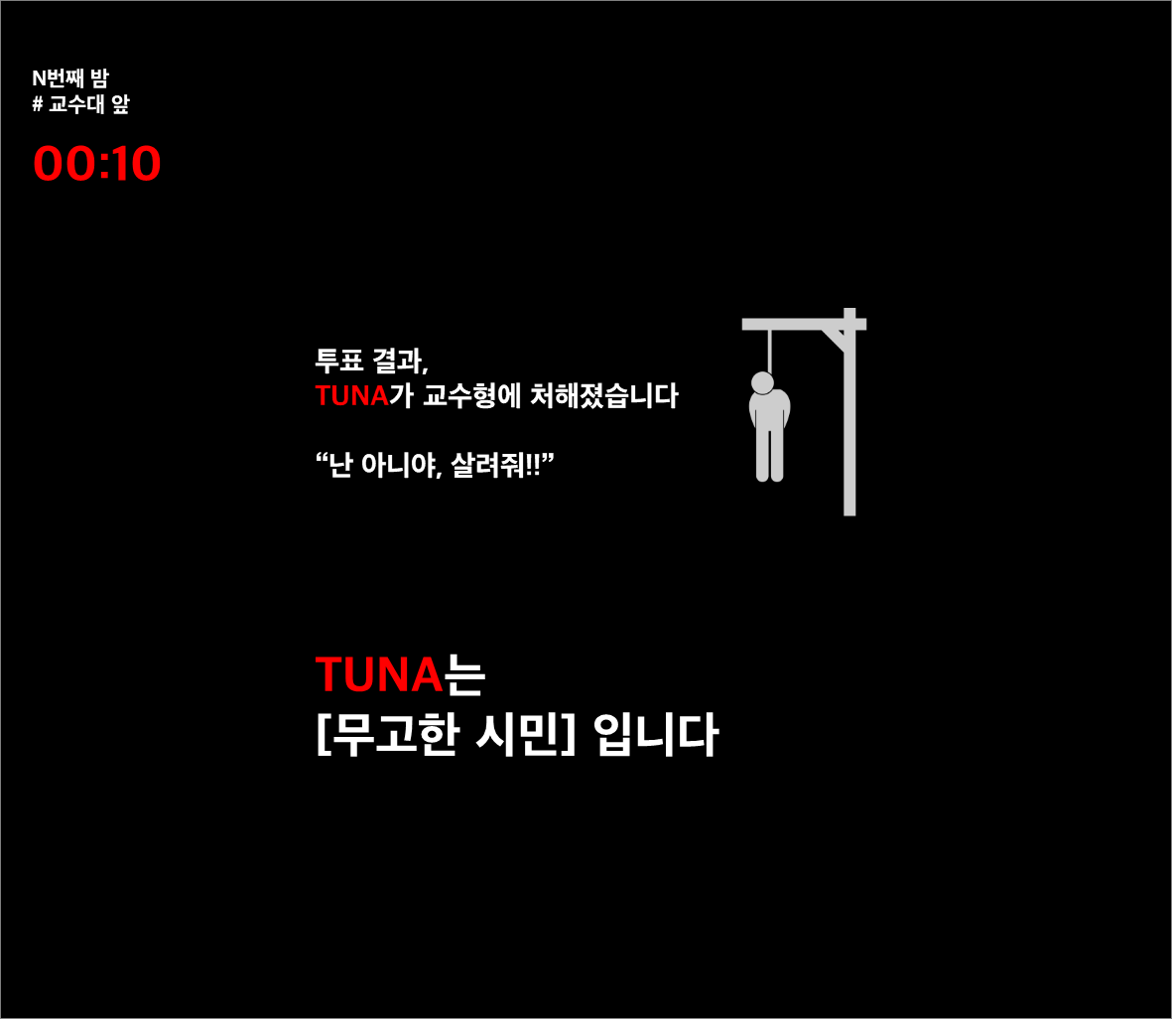 N번째 밤
# 교수대 앞
00:10
투표 결과,
TUNA가 교수형에 처해졌습니다
“난 아니야, 살려줘!!”
TUNA는
[무고한 시민] 입니다